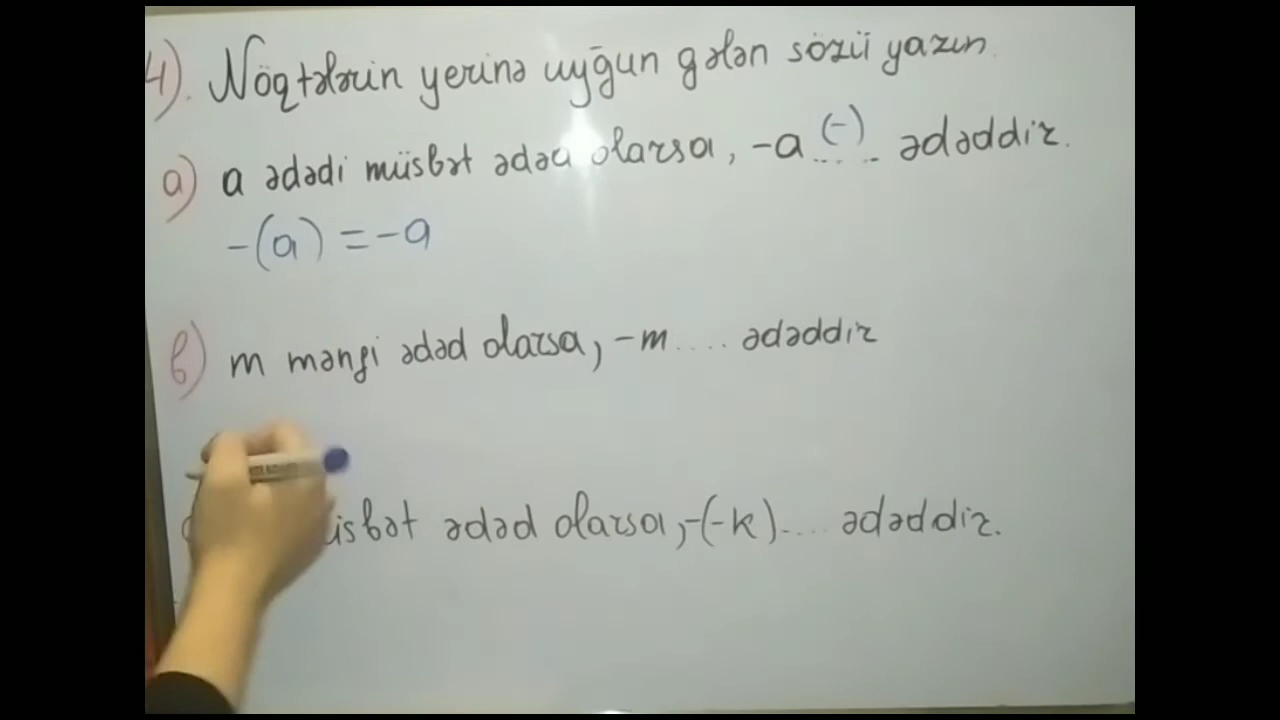 4). Nöqtələrin yerinə uyğun gələn sözü yazın.
a) a ədədi müsbət ədəd olarsa, -a (-) .... ədəddir.
-(a) = -a
b) m mənfi ədəd olarsa, -m .... ədəddir
ədəd olarsa, -(-k) .... ədəddir.